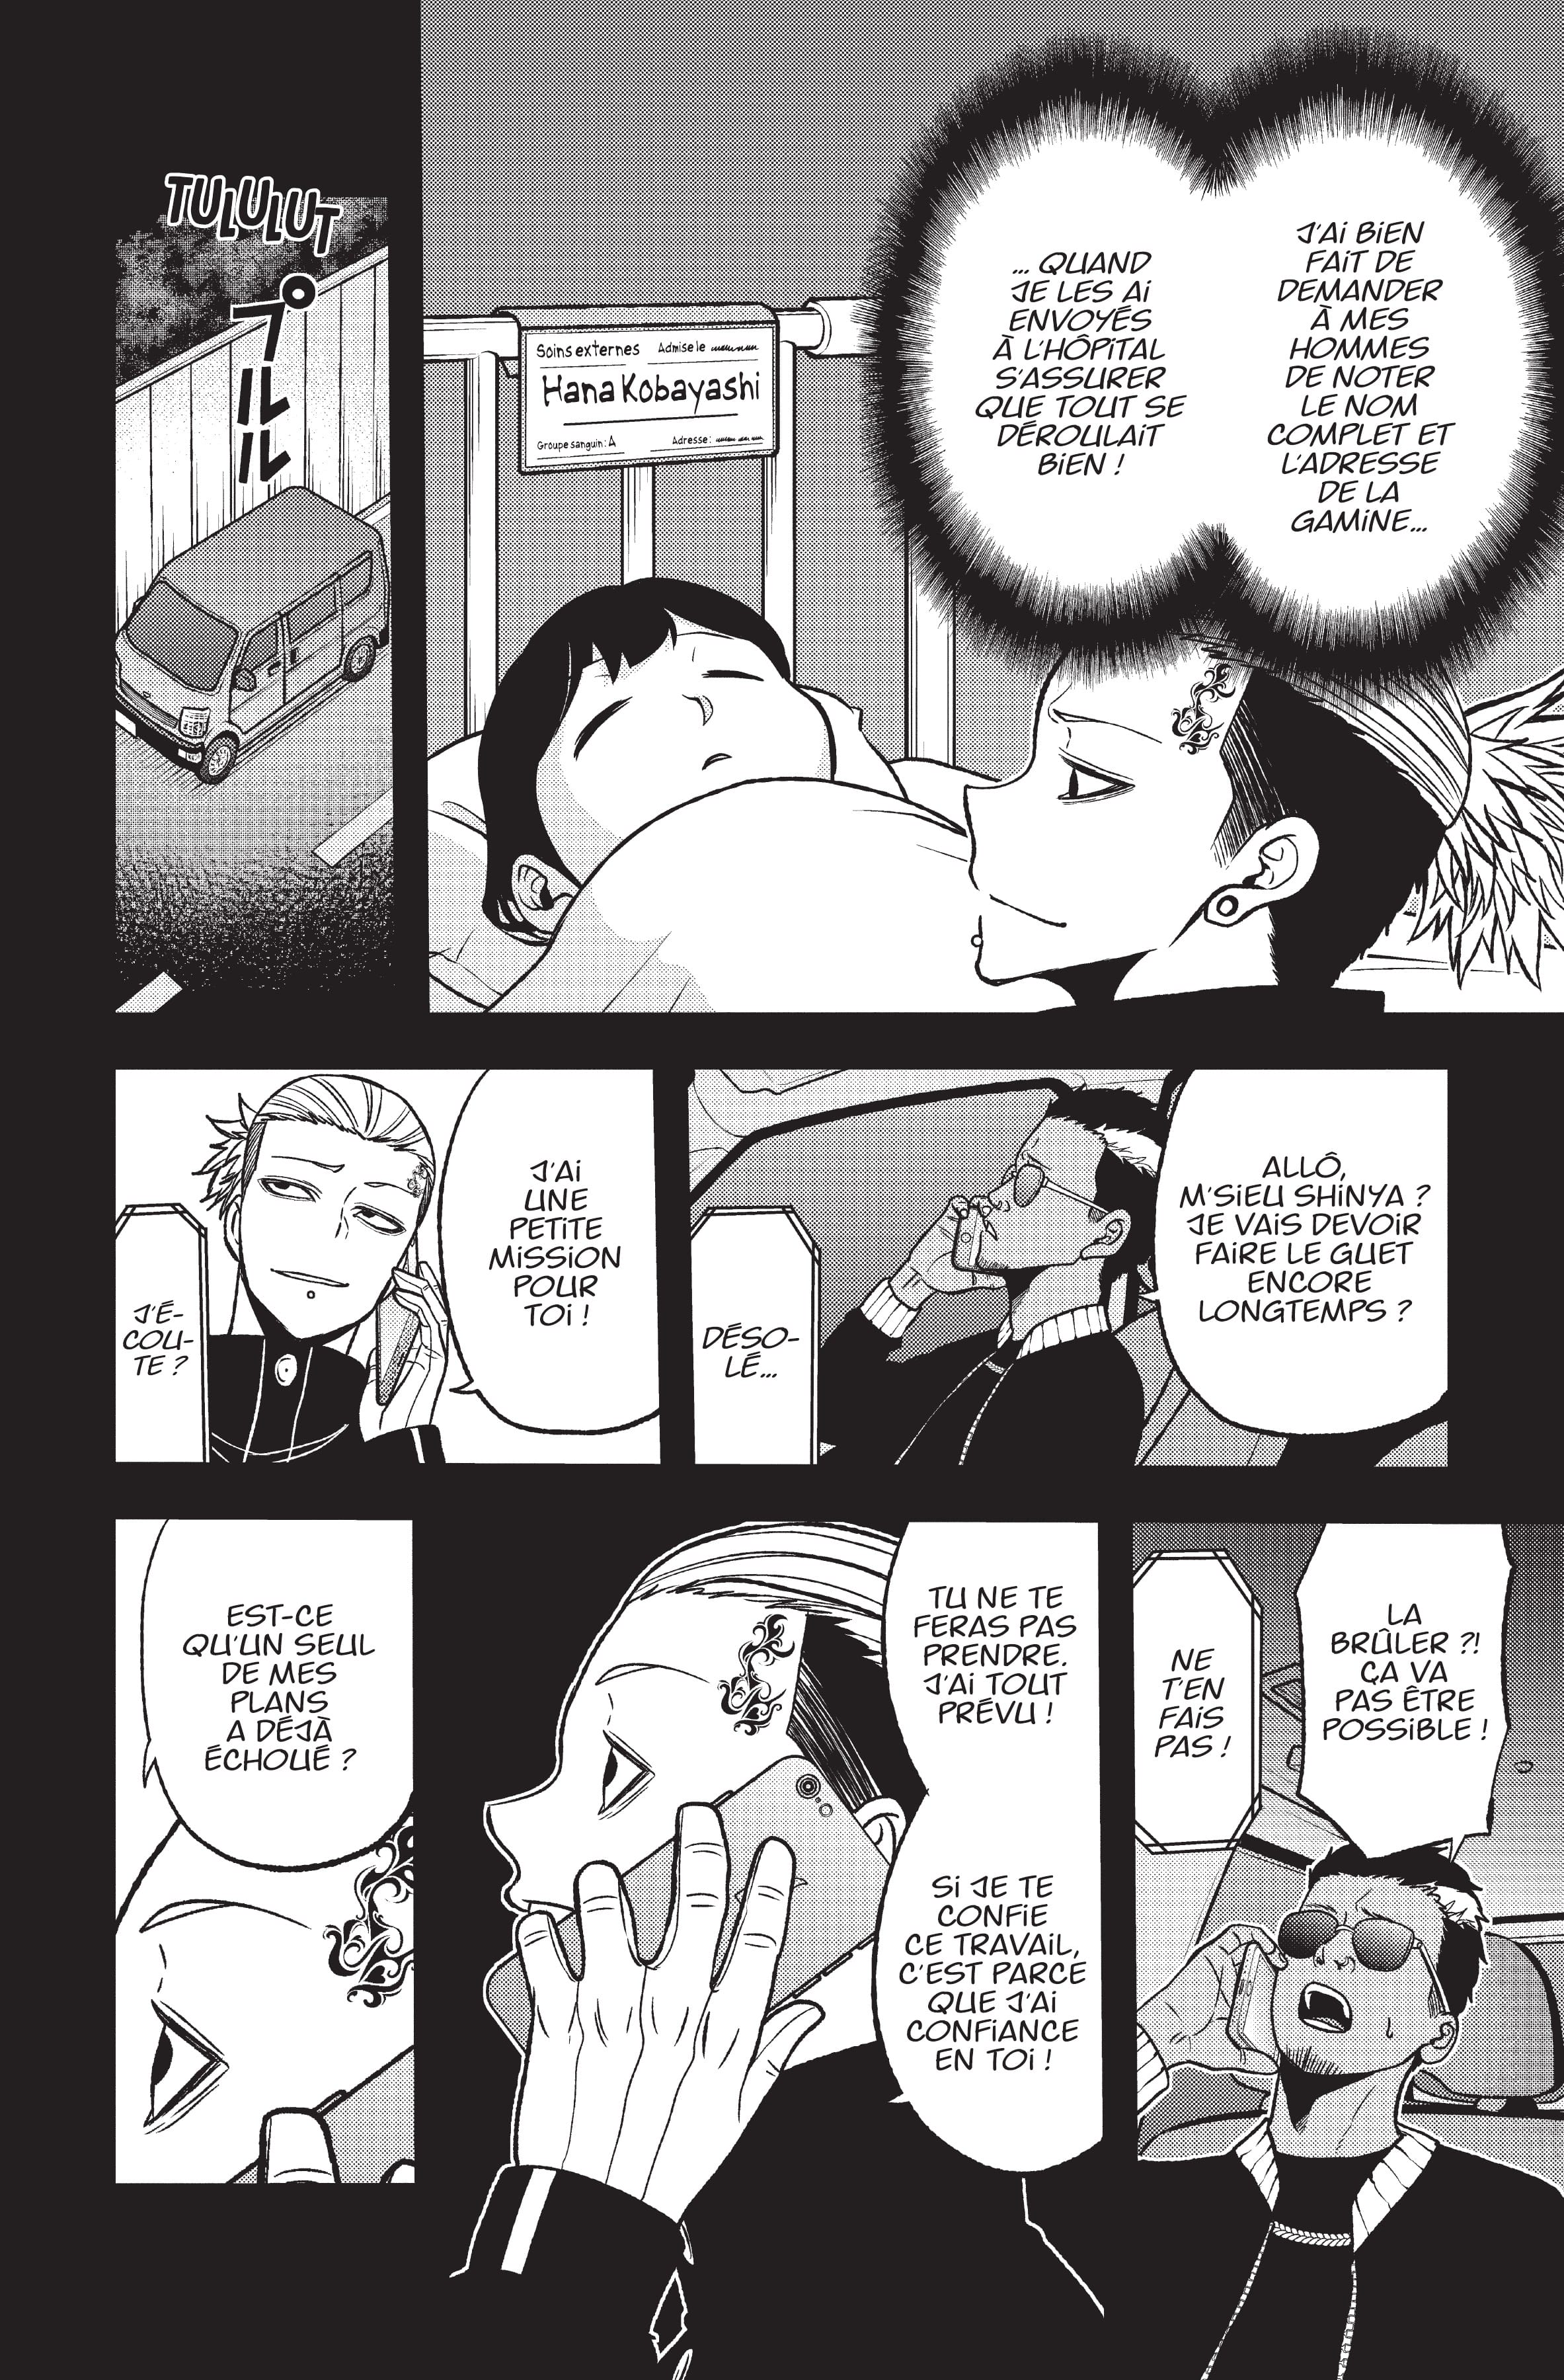 J'AI BIEN
FAIT DE
DEMANDER
À MES
HOMMES
DE NOTER
LE NOM
COMPLET ET
L'ADRESSE
DE LA
GAMINE...
... QUAND
JE LES AI
ENVOYÉS
À L'HÔPITAL
S'ASSURER
QUE TOUT SE
DÉROULAIT
BIEN !
Soins externes Admise le
Hana Kobayashi
Groupe sanguin : A Adresse :
TULULUT
プルル
ALLÔ,
M'SIEU SHINYA ?
JE VAIS DEVOIR
FAIRE LE GUET
ENCORE
LONGTEMPS ?
DÉSO-
LÉ...
J'AI
UNE
PETITE
MISSION
POUR
TOI !
J'É-
COU-
TE ?
LA
BRÛLER ?!
ÇA VA
PAS ÊTRE
POSSIBLE !
NE
T'EN
FAIS
PAS !
TU NE TE
FERAS PAS
PRENDRE.
J'AI TOUT
PRÉVU !
SI JE TE
CONFIE
CE TRAVAIL,
C'EST PARCE
QUE J'AI
CONFIANCE
EN TOI !
EST-CE
QU'UN SEUL
DE MES
PLANS
A DÉJÀ
ÉCHOUÉ ?